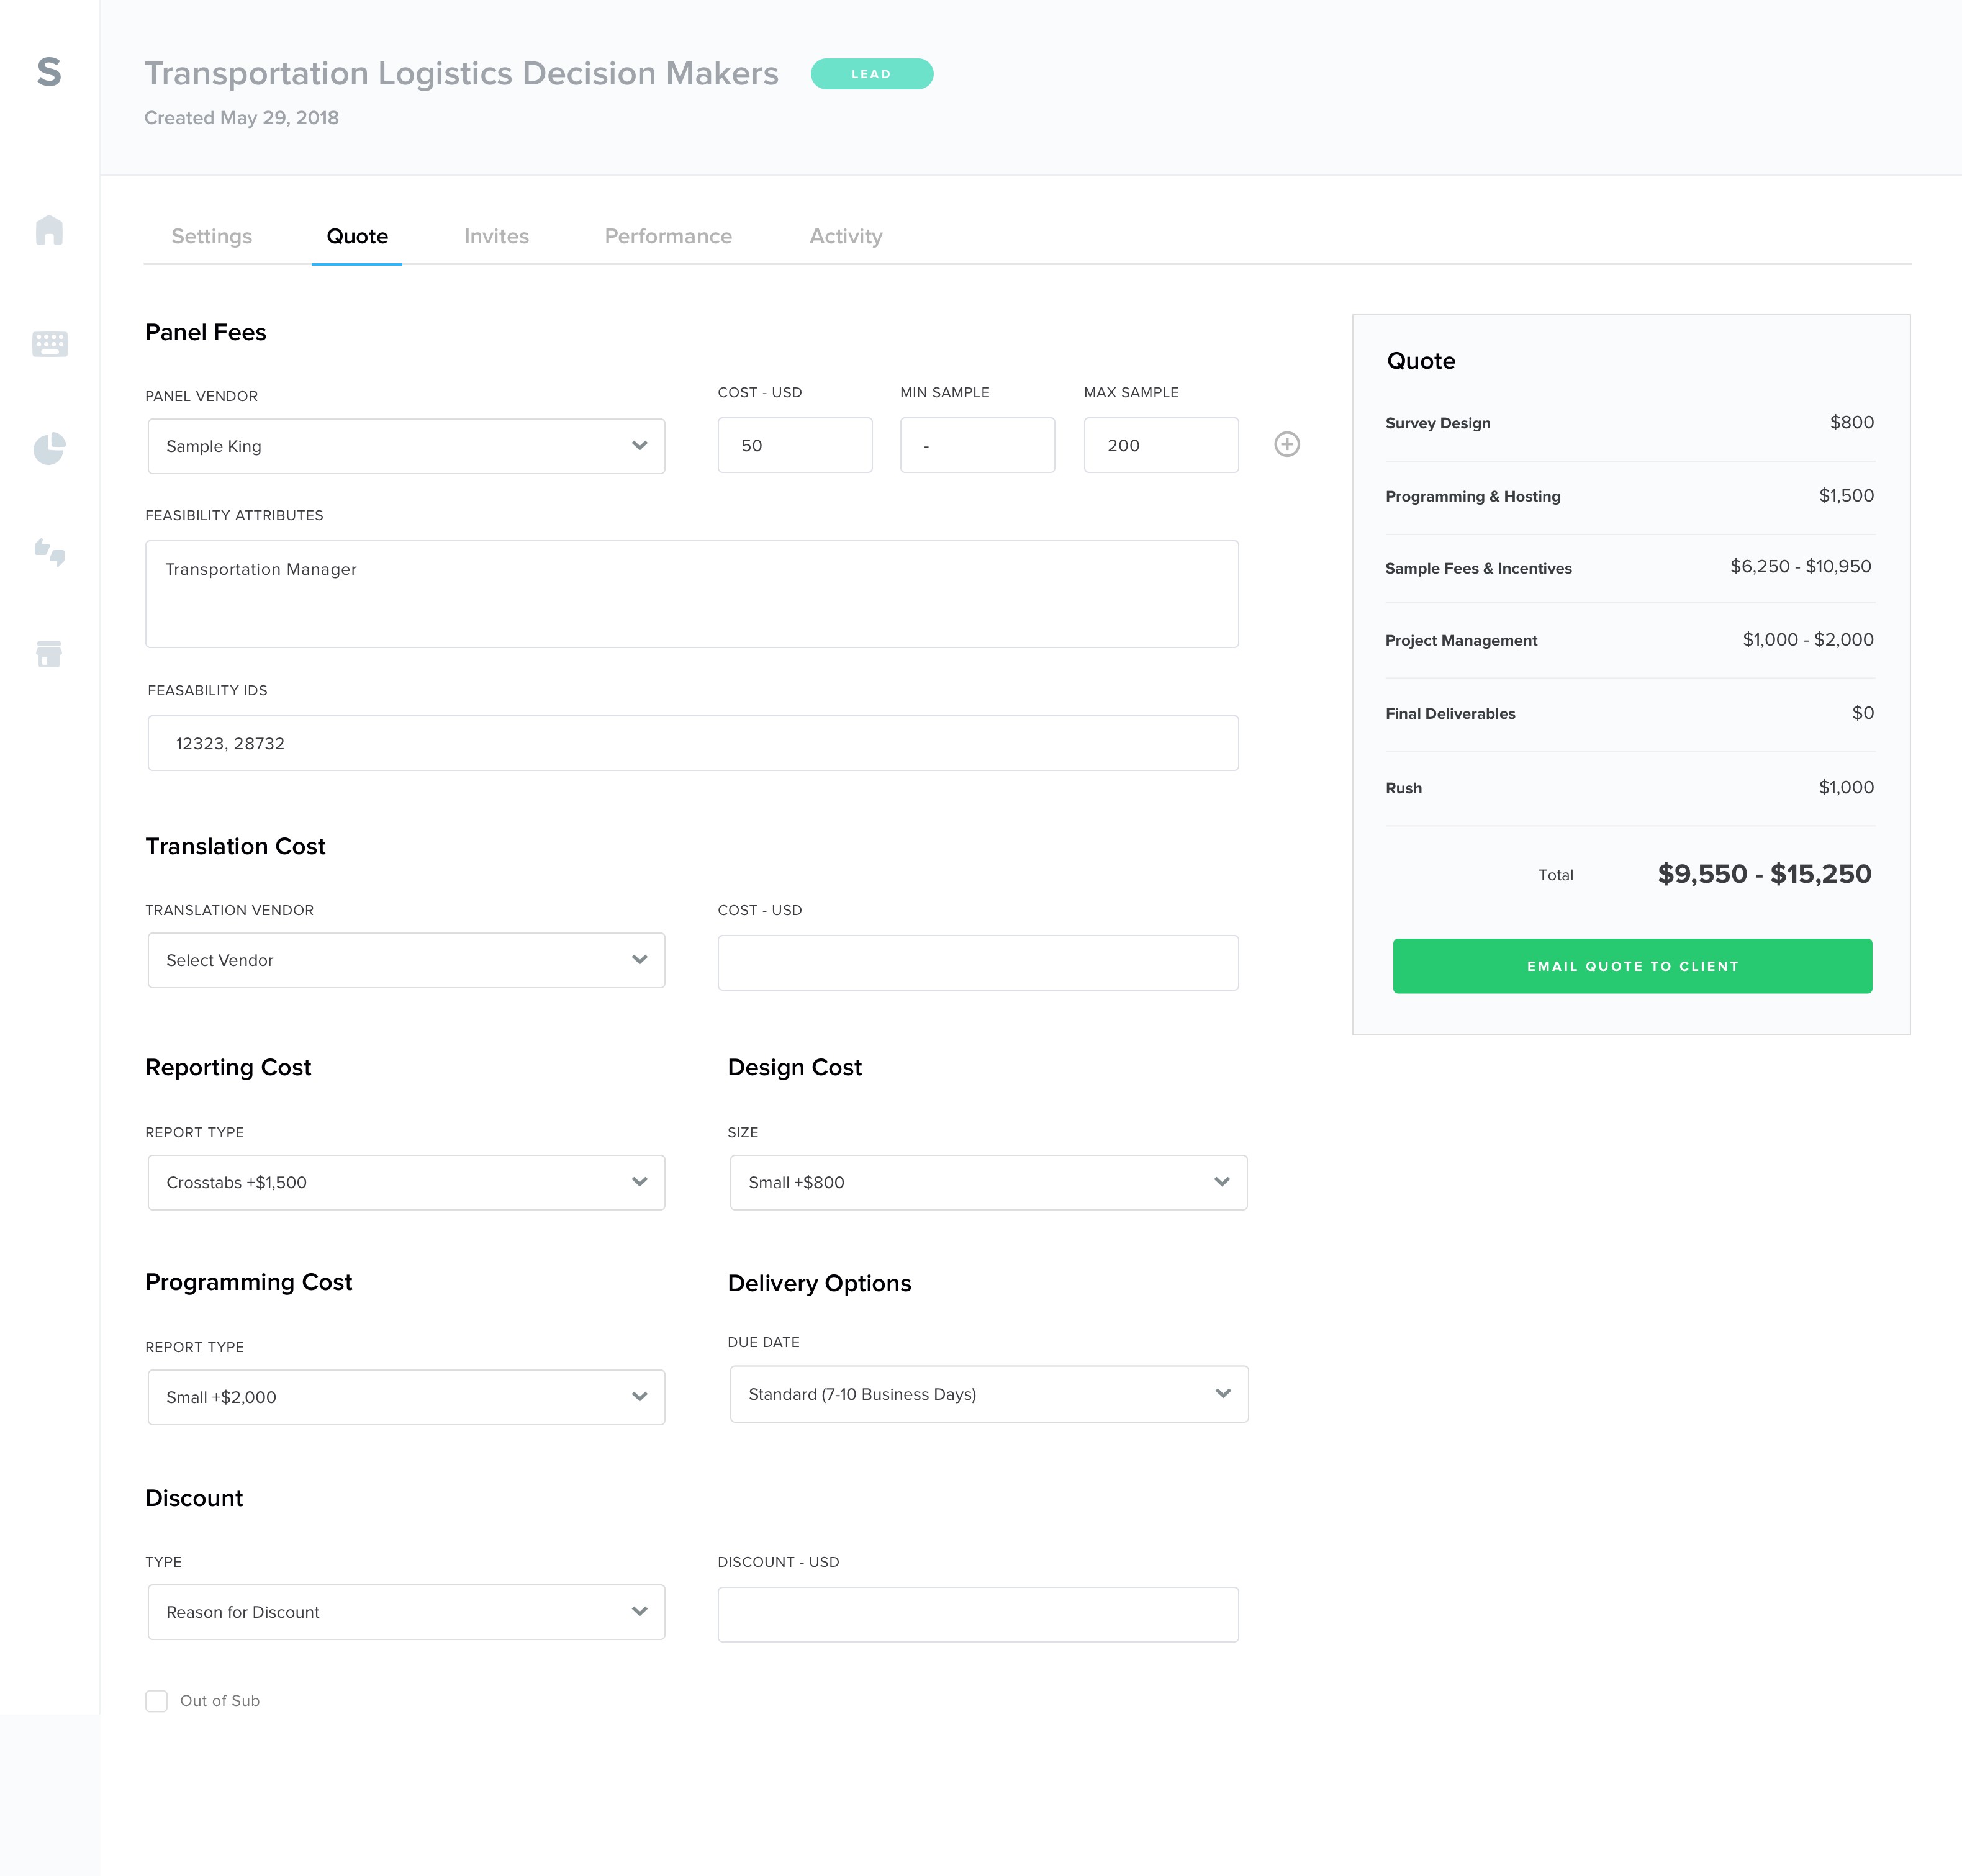 S
Transportation Logistics Decision Makers
LEAD
Created May 29, 2018
Settings
Quote
Invites
Performance
Activity
Panel Fees
PANEL VENDOR
COST - USD
MIN SAMPLE
MAX SAMPLE
Sample King
50
-
200
FEASIBILITY ATTRIBUTES
Transportation Manager
FEASABILITY IDS
12323, 28732
Translation Cost
TRANSLATION VENDOR
COST - USD
Select Vendor
Reporting Cost
Design Cost
REPORT TYPE
SIZE
Crosstabs +$1,500
Small +$800
Programming Cost
Delivery Options
REPORT TYPE
DUE DATE
Small +$2,000
Standard (7-10 Business Days)
Discount
TYPE
DISCOUNT - USD
Reason for Discount
Out of Sub
Quote
Survey Design $800
Programming & Hosting $1,500
Sample Fees & Incentives $6,250 - $10,950
Project Management $1,000 - $2,000
Final Deliverables $0
Rush $1,000
Total $9,550 - $15,250
EMAIL QUOTE TO CLIENT